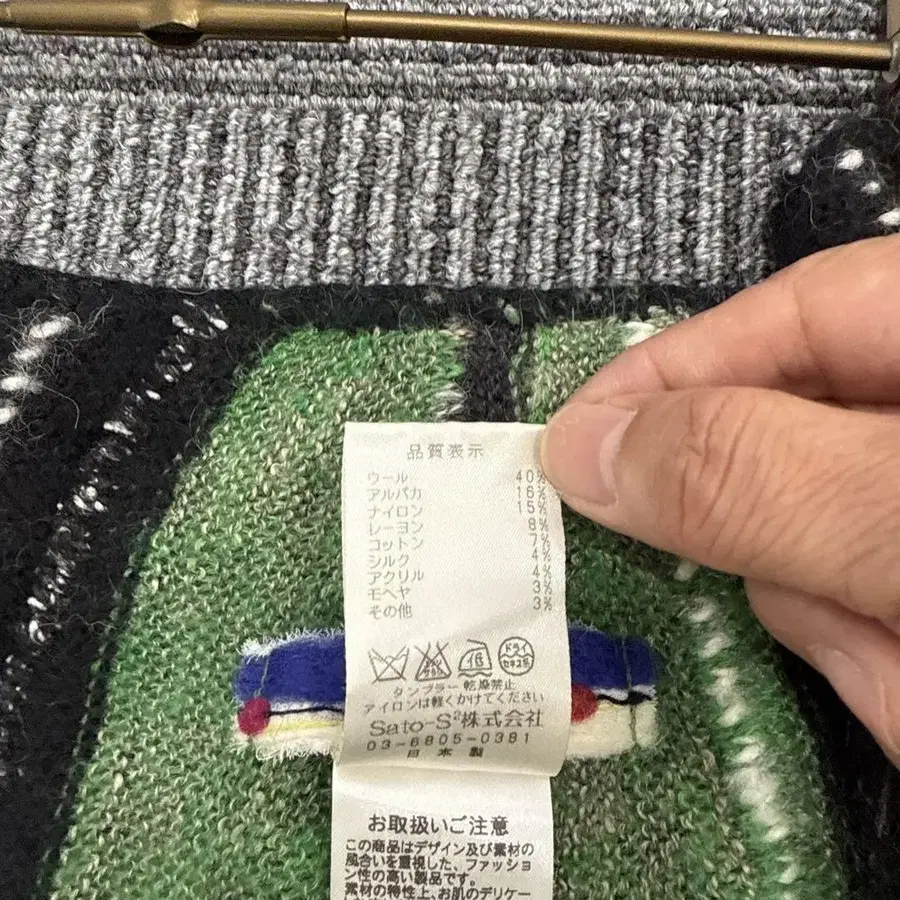 品質表示
ウール 40%
アルパカ 16%
ナイロン 15%
レーヨン 8%
コットン 7%
シルク 4%
アクリル 4%
モヘヤ 3%
その他 3%
低 ドライ
セキユ系
タンブラー乾燥禁止
アイロンは軽くかけてください
Sato-S²株式会社
03-6805-0381
日本製
お取扱いご注意
この商品はデザイン及び素材の
風合いを重視した、ファッショ
ン性の高い製品です。
素材の特性上、お肌のデリケー